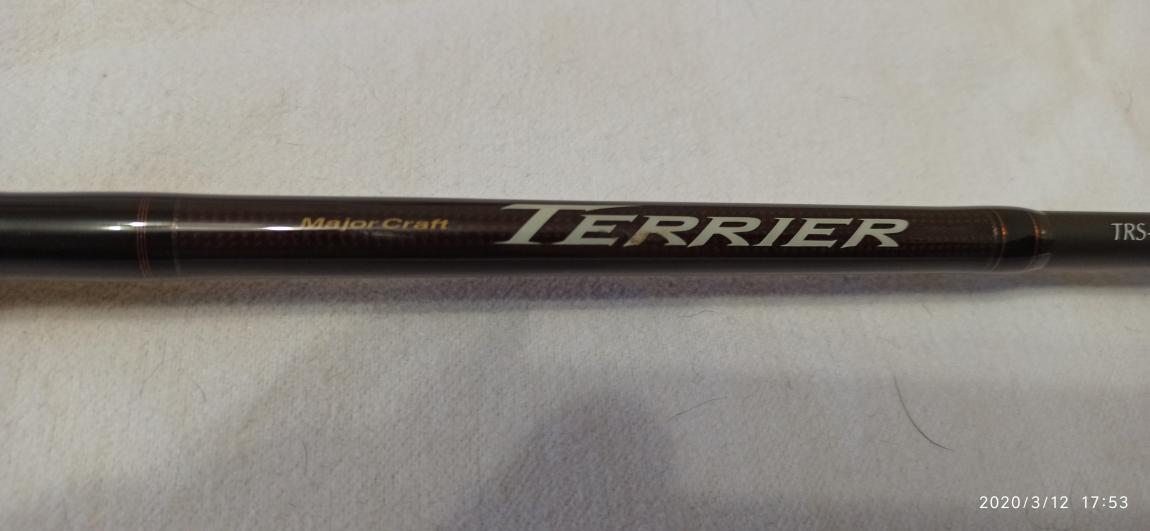 Major Craft TERRIER TRS-
2020/3/12 17:53